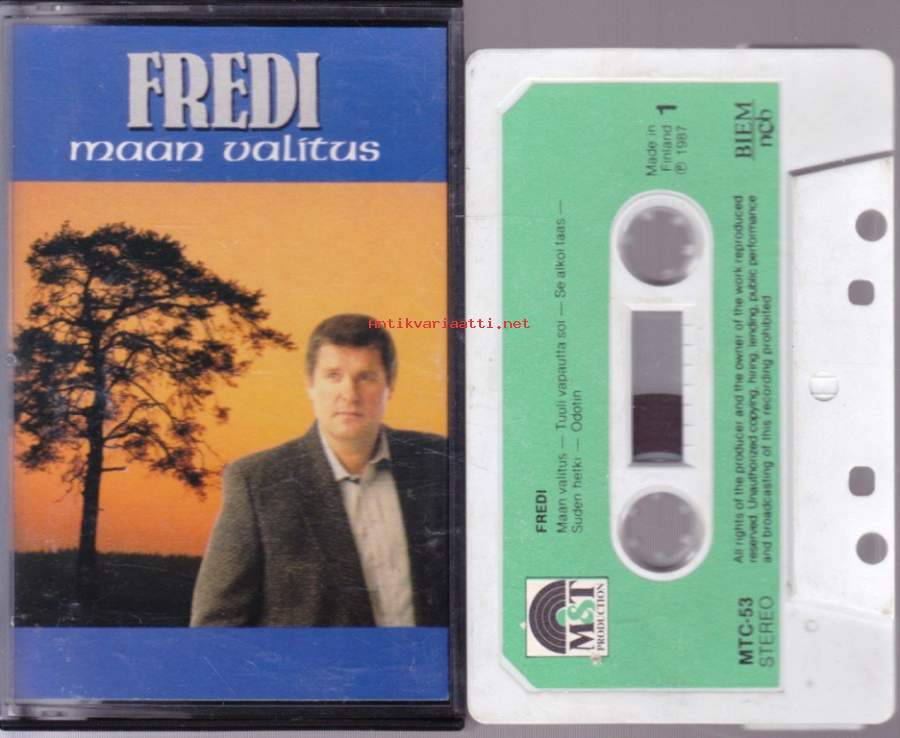 FREDI
maan valitus
Antikvariaatti.net
Made in
Finland
℗ 1987
1
BIEM
ncb
FREDI
Maan valitus — Tuuli vapautta soi — Se alkoi taas —
Suden hetki — Odotin
All rights of the producer and the owner of the work reproduced
reserved. Unauthorized copying, hiring, lending, public performance
and broadcasting of this recording prohibited
M&T
PRODUCTION
MTC-53
STEREO